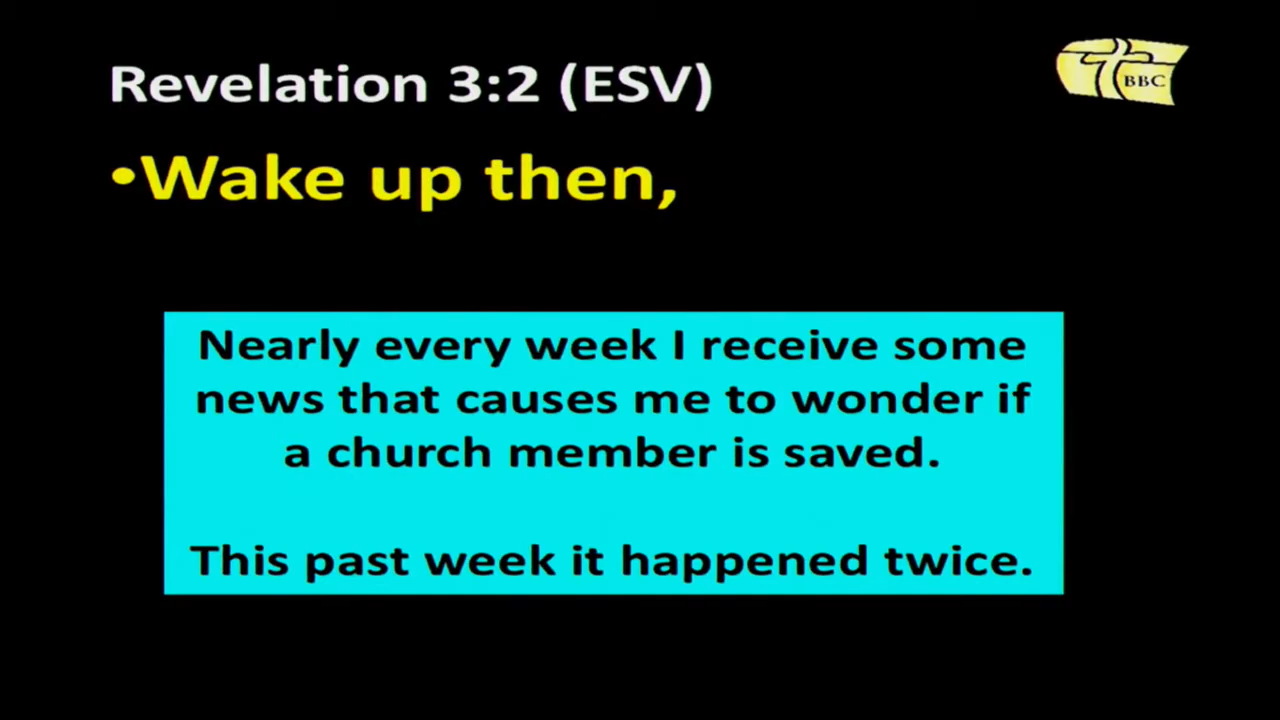 Revelation 3:2 (ESV)
BBC
•Wake up then,
Nearly every week I receive some
news that causes me to wonder if
a church member is saved.
This past week it happened twice.